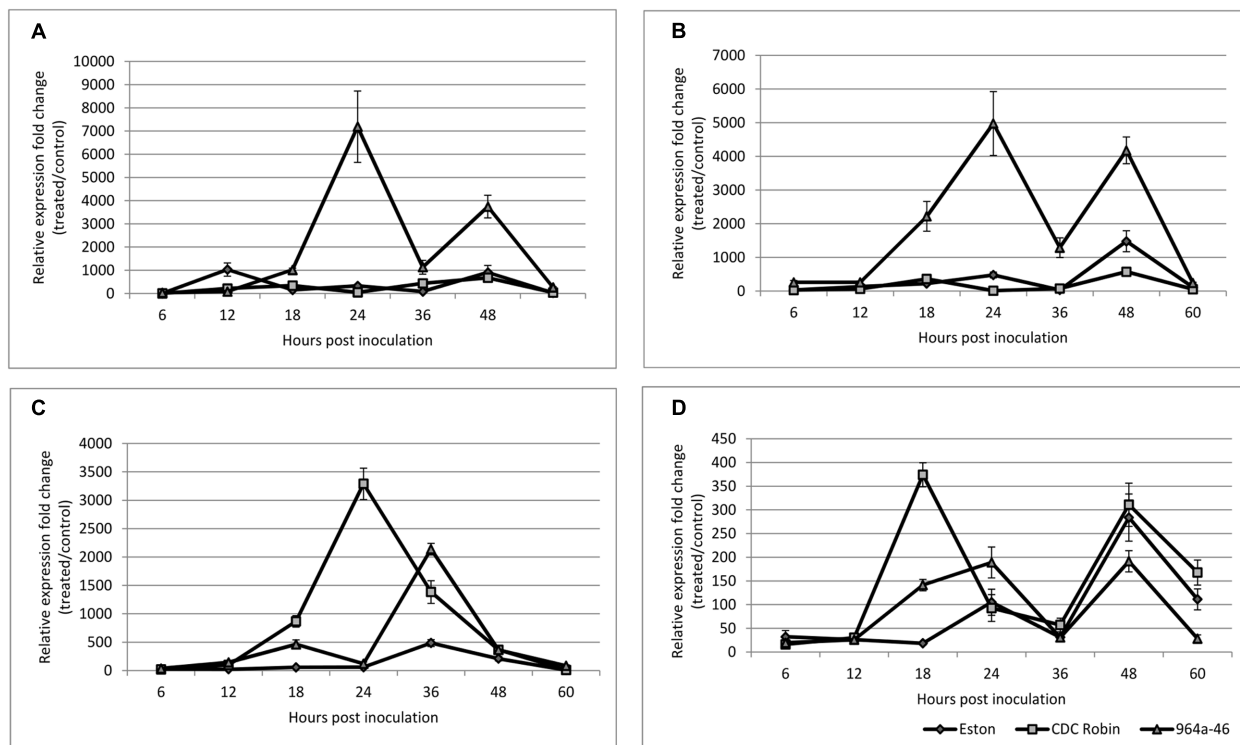 A
Relative expression fold change
(treated/control)
10000
9000
8000
7000
6000
5000
4000
3000
2000
1000
0
6 12 18 24 36 48
Hours post inoculation
B
Relative expression fold change
(treated/control)
7000
6000
5000
4000
3000
2000
1000
0
6 12 18 24 36 48 60
Hours post inoculation
C
Relative expression fold change
(treated/control)
4000
3500
3000
2500
2000
1500
1000
500
0
6 12 18 24 36 48 60
Hours post inoculation
D
Relative expression fold change
(treated/control)
450
400
350
300
250
200
150
100
50
0
6 12 18 24 36 48 60
Hours post inoculation
Eston CDC Robin 964a-46